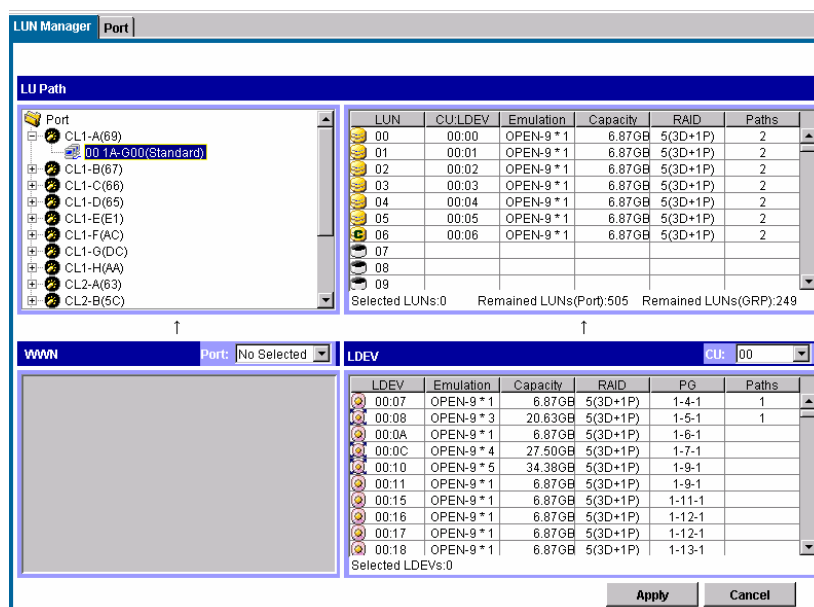 LUN Manager Port
LU Path
Port
CL1-A(69)
00 1A-G00(Standard)
CL1-B(67)
CL1-C(66)
CL1-D(65)
CL1-E(E1)
CL1-F(AC)
CL1-G(DC)
CL1-H(AA)
CL2-A(63)
CL2-B(5C)
LUN CU:LDEV Emulation Capacity RAID Paths
00 00:00 OPEN-9 * 1 6.87GB 5(3D+1P) 2
01 00:01 OPEN-9 * 1 6.87GB 5(3D+1P) 2
02 00:02 OPEN-9 * 1 6.87GB 5(3D+1P) 2
03 00:03 OPEN-9 * 1 6.87GB 5(3D+1P) 2
04 00:04 OPEN-9 * 1 6.87GB 5(3D+1P) 2
05 00:05 OPEN-9 * 1 6.87GB 5(3D+1P) 2
C 06 00:06 OPEN-9 * 1 6.87GB 5(3D+1P) 2
07
08
09
Selected LUNs:0 Remained LUNs(Port):505 Remained LUNs(GRP):249
↑ ↑
WWN Port: No Selected
LDEV CU: 00
LDEV Emulation Capacity RAID PG Paths
00:07 OPEN-9 * 1 6.87GB 5(3D+1P) 1-4-1 1
00:08 OPEN-9 * 3 20.63GB 5(3D+1P) 1-5-1 1
00:0A OPEN-9 * 1 6.87GB 5(3D+1P) 1-6-1
00:0C OPEN-9 * 4 27.50GB 5(3D+1P) 1-7-1
00:10 OPEN-9 * 5 34.38GB 5(3D+1P) 1-9-1
00:11 OPEN-9 * 1 6.87GB 5(3D+1P) 1-9-1
00:15 OPEN-9 * 1 6.87GB 5(3D+1P) 1-11-1
00:16 OPEN-9 * 1 6.87GB 5(3D+1P) 1-12-1
00:17 OPEN-9 * 1 6.87GB 5(3D+1P) 1-12-1
00:18 OPEN-9 * 1 6.87GB 5(3D+1P) 1-13-1
Selected LDEVs:0
Apply Cancel